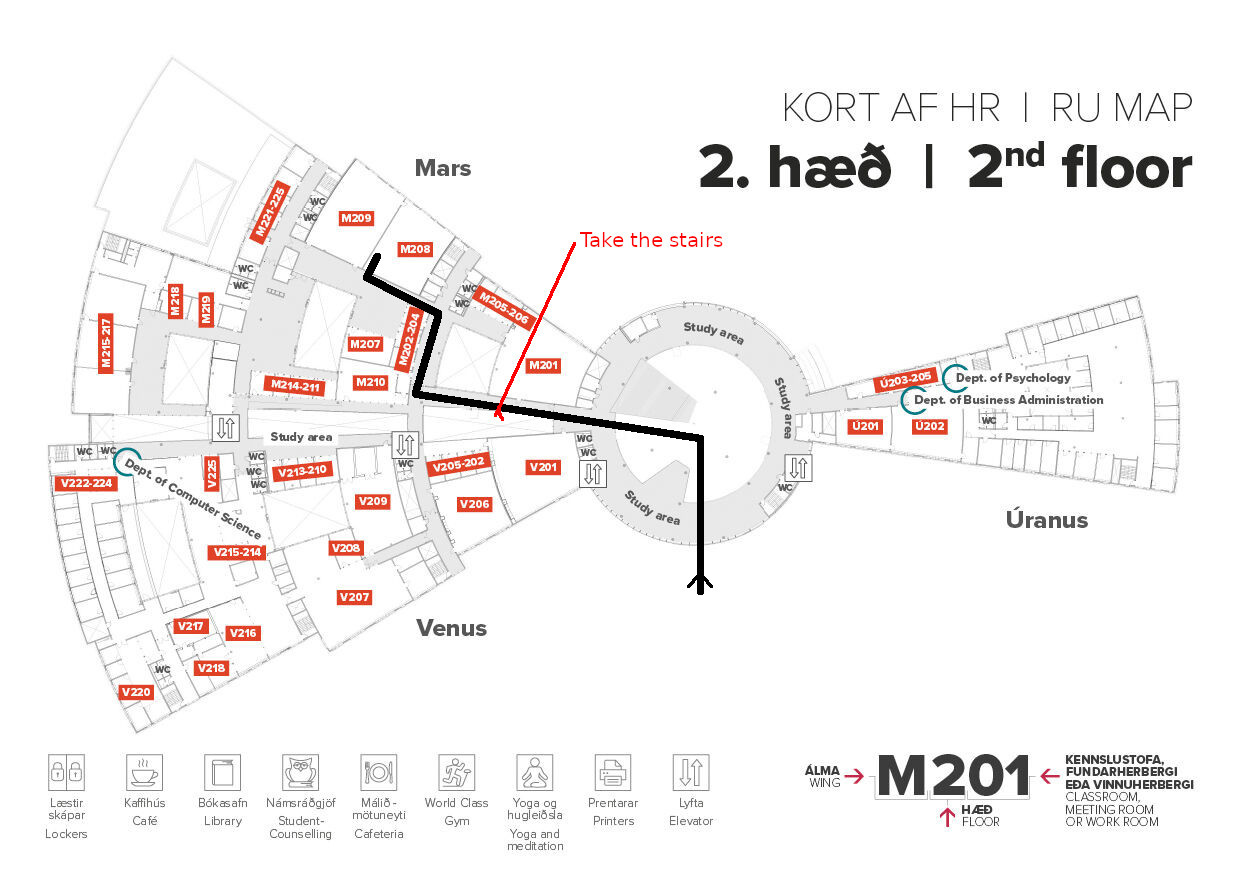 KORT AF HR | RU MAP
2. hæð | 2nd floor
Mars
Take the stairs
M221-225
WC
WC
M209
M208
WC
WC
M218
M219
M215-217
WC
WC
M205-206
M207
M202-204
M201
M214-211
M210
Study area
Study area
Study area
Study area
Ú203-205
Dept. of Psychology
Dept. of Business Administration
Ú201
Ú202
WC
WC
Úranus
WC
WC
Dept. of Computer Science
V222-224
V225
WC
WC
WC
V213-210
WC
V205-202
V201
WC
V209
V206
V208
V215-214
V207
V217
V216
V218
WC
V220
Venus
Læstir
skápar
Lockers
Kaffihús
Café
Bókasafn
Library
Námsráðgjöf
Student-
Counselling
Málið -
mötuneyti
Cafeteria
World Class
Gym
Yoga og
hugleiðsla
Yoga and
meditation
Prentarar
Printers
Lyfta
Elevator
ÁLMA
WING
M201
HÆÐ
FLOOR
KENNSLUSTOFA,
FUNDARHERBERGI
EÐA VINNUHERBERGI
CLASSROOM,
MEETING ROOM
OR WORK ROOM